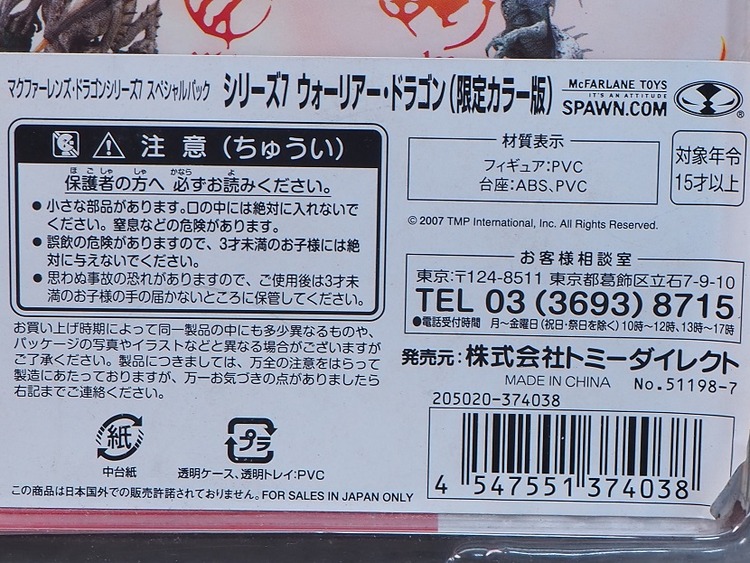 マクファーレンズ・ドラゴンシリーズ7 スペシャルパック シリーズ7 ウォーリアー・ドラゴン(限定カラー版)
McFARLANE TOYS
IT'S AN ATTITUDE
SPAWN.COM
®
注意(ちゅうい)
ほごしゃ かた かなら よ
保護者の方へ 必ずお読みください。
●小さな部品があります。口の中には絶対に入れないで
ください。窒息などの危険があります。
●誤飲の危険がありますので、3才未満のお子様には絶
対に与えないでください。
●思わぬ事故の恐れがありますので、ご使用後は3才未
満のお子様の手の届かないところに保管してください。
お買い上げ時期によって同一製品の中にも多少異なるものや、
パッケージの写真やイラストなどと異なる場合がございますが
ご了承ください。製品につきましては、万全の注意をはらって
製造にあたっておりますが、万一お気づきの点がありましたら
右記までご連絡ください。
紙
中台紙
プラ
透明ケース、透明トレイ:PVC
この商品は日本国外での販売許諾されておりません。FOR SALES IN JAPAN ONLY
材質表示
フィギュア:PVC
台座:ABS、PVC
対象年令
15才以上
© 2007 TMP International, Inc. All Rights Reserved.
お客様相談室
東京:〒124-8511 東京都葛飾区立石7-9-10
TEL 03(3693)8715
●電話受付時間 月〜金曜日(祝日・祭日を除く)10時〜12時、13時〜17時
発売元:株式会社トミーダイレクト
MADE IN CHINA No.51198-7
205020-374038
4 547551 374038